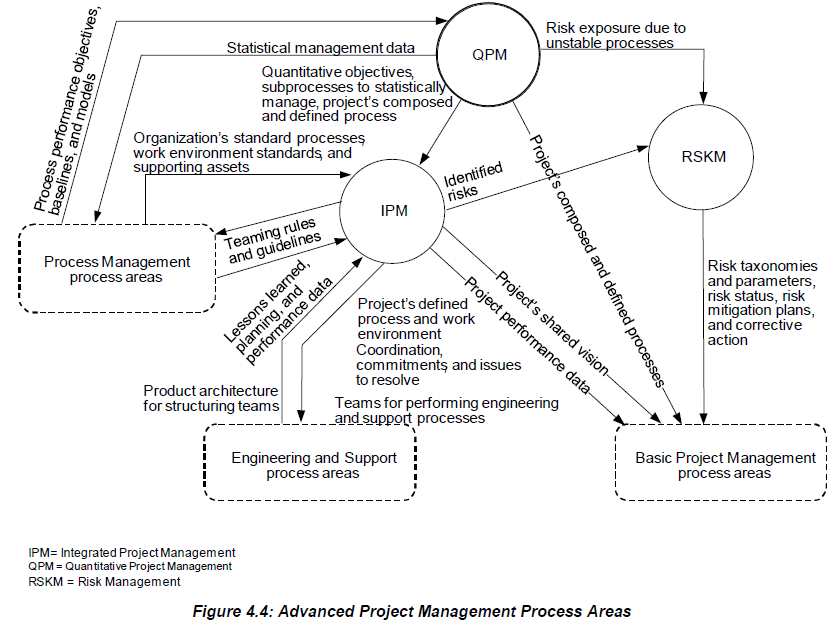 Process performance objectives,
baselines, and models
Statistical management data
QPM
Risk exposure due to
unstable processes
Quantitative objectives,
subprocesses to statistically
manage, project's composed
and defined process
Organization's standard processes,
work environment standards, and
supporting assets
Identified
risks
RSKM
IPM
Project's composed and defined processes
Teaming rules
and guidelines
Process Management
process areas
Lessons learned,
planning, and
performance data
Project's shared vision
Project performance data
Risk taxonomies
and parameters,
risk status, risk
mitigation plans,
and corrective
action
Project's defined
process and work
environment
Coordination,
commitments, and issues
to resolve
Product architecture
for structuring teams
Teams for performing engineering
and support processes
Engineering and Support
process areas
Basic Project Management
process areas
IPM= Integrated Project Management
QPM = Quantitative Project Management
RSKM = Risk Management
Figure 4.4: Advanced Project Management Process Areas